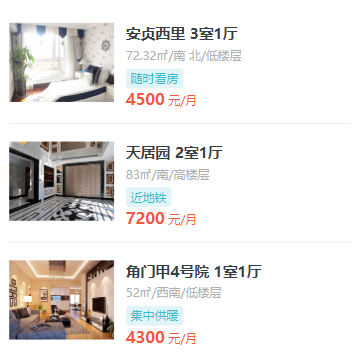 安贞西里 3室1厅
72.32㎡/南 北/低楼层
随时看房
4500 元/月
天居园 2室1厅
83㎡/南/高楼层
近地铁
7200 元/月
角门甲4号院 1室1厅
52㎡/西南/低楼层
集中供暖
4300 元/月